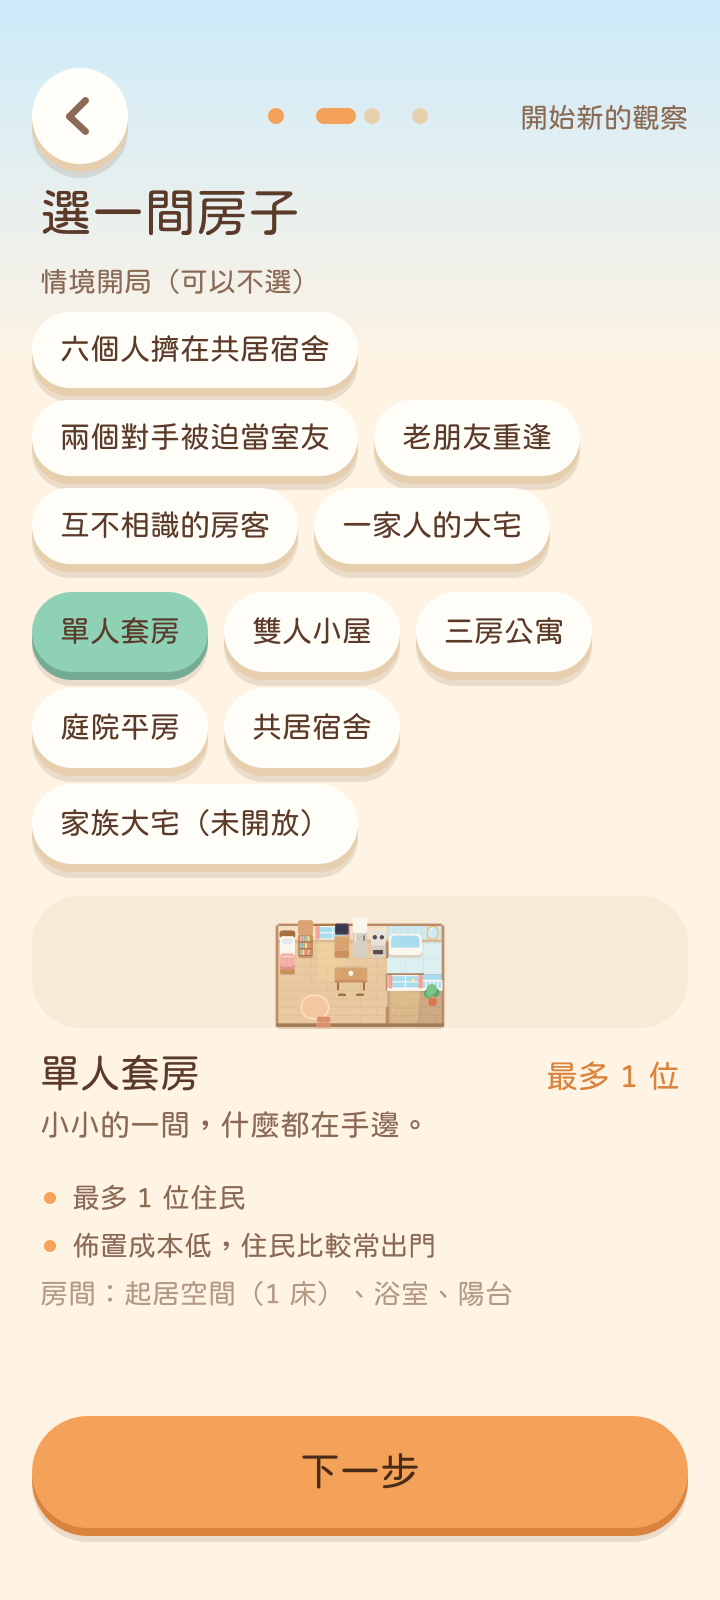 開始新的觀察
選一間房子
情境開局（可以不選）
六個人擠在共居宿舍
兩個對手被迫當室友
老朋友重逢
互不相識的房客
一家人的大宅
單人套房
雙人小屋
三房公寓
庭院平房
共居宿舍
家族大宅（未開放）
單人套房
最多 1 位
小小的一間，什麼都在手邊。
最多 1 位住民
佈置成本低，住民比較常出門
房間：起居空間（1 床）、浴室、陽台
下一步